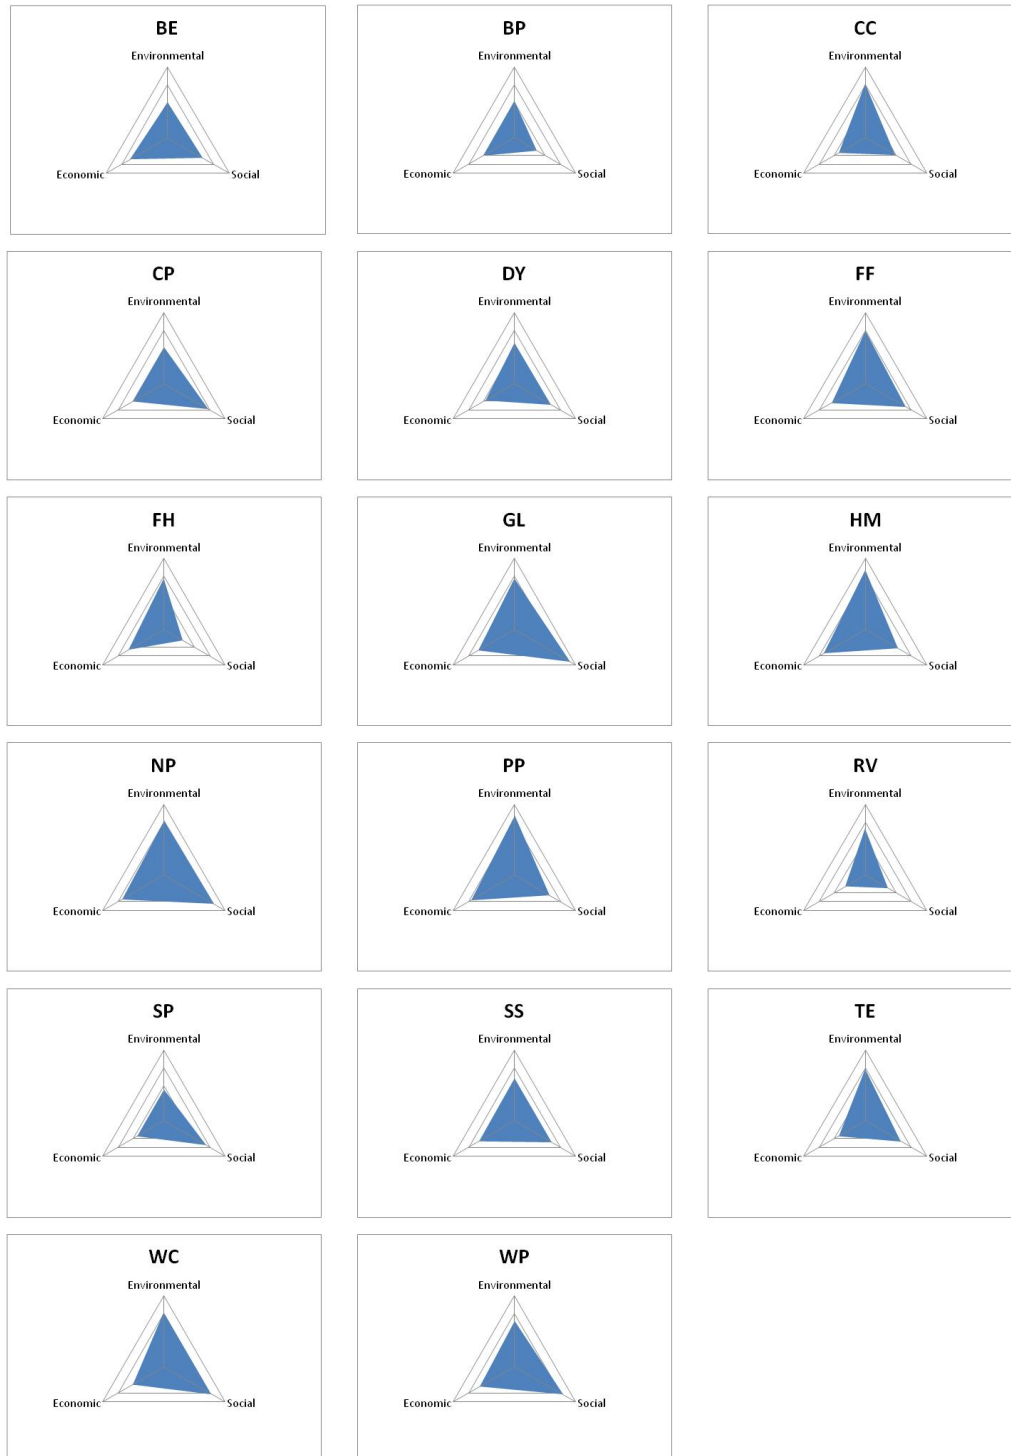 BE
Environmental
Economic
Social
BP
Environmental
Economic
Social
CC
Environmental
Economic
Social
CP
Environmental
Economic
Social
DY
Environmental
Economic
Social
FF
Environmental
Economic
Social
FH
Environmental
Economic
Social
GL
Environmental
Economic
Social
HM
Environmental
Economic
Social
NP
Environmental
Economic
Social
PP
Environmental
Economic
Social
RV
Environmental
Economic
Social
SP
Environmental
Economic
Social
SS
Environmental
Economic
Social
TE
Environmental
Economic
Social
WC
Environmental
Economic
Social
WP
Environmental
Economic
Social